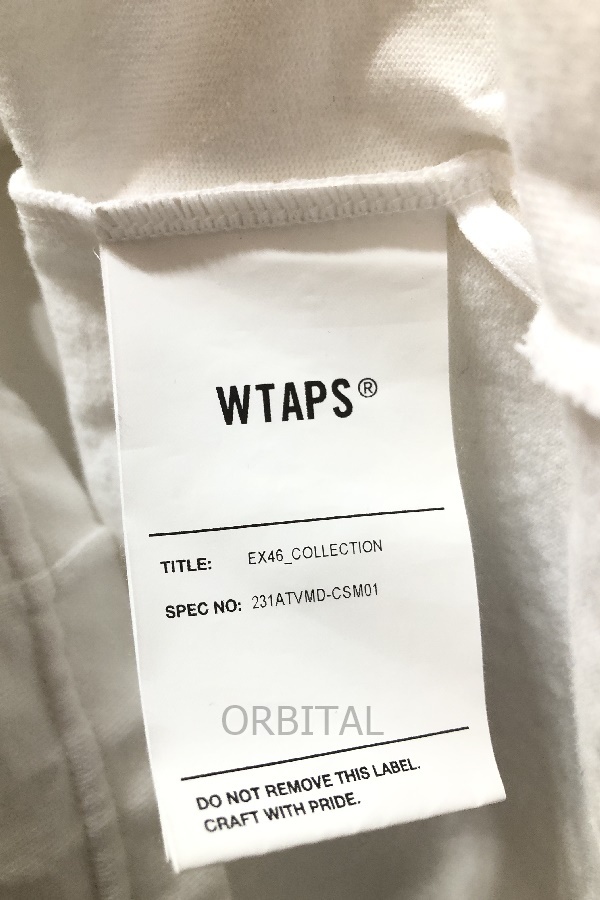 WTAPS®
TITLE: EX46_COLLECTION
SPEC NO: 231ATVMD-CSM01
ORBITAL
DO NOT REMOVE THIS LABEL.
CRAFT WITH PRIDE.